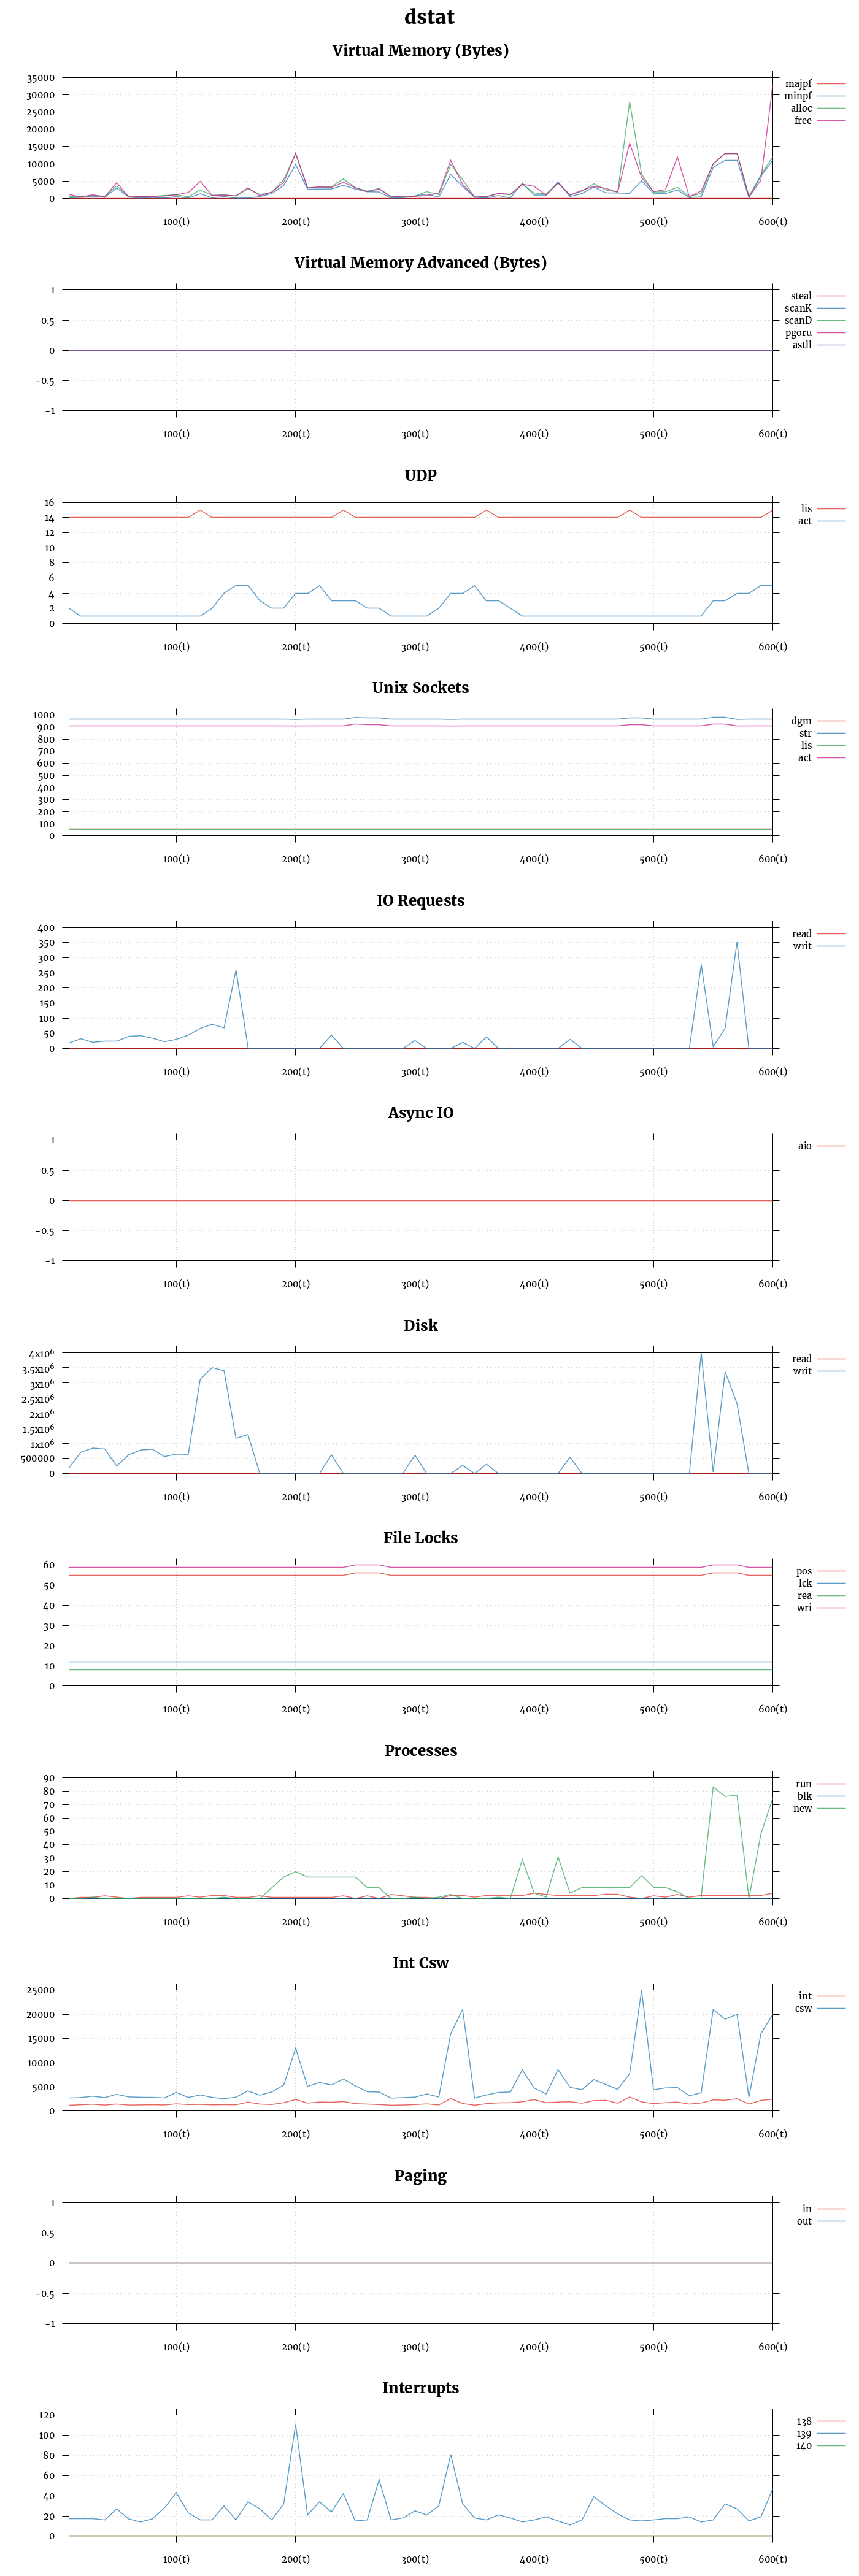 dstat
Virtual Memory (Bytes)
35000
30000
25000
20000
15000
10000
5000
0
100(t) 200(t) 300(t) 400(t) 500(t) 600(t)
majpf
minpf
alloc
free
Virtual Memory Advanced (Bytes)
1
0.5
0
-0.5
-1
100(t) 200(t) 300(t) 400(t) 500(t) 600(t)
steal
scanK
scanD
pgoru
astll
UDP
16
14
12
10
8
6
4
2
0
100(t) 200(t) 300(t) 400(t) 500(t) 600(t)
lis
act
Unix Sockets
1000
900
800
700
600
500
400
300
200
100
0
100(t) 200(t) 300(t) 400(t) 500(t) 600(t)
dgm
str
lis
act
IO Requests
400
350
300
250
200
150
100
50
0
100(t) 200(t) 300(t) 400(t) 500(t) 600(t)
read
writ
Async IO
1
0.5
0
-0.5
-1
100(t) 200(t) 300(t) 400(t) 500(t) 600(t)
aio
Disk
4x10⁶
3.5x10⁶
3x10⁶
2.5x10⁶
2x10⁶
1.5x10⁶
1x10⁶
500000
0
100(t) 200(t) 300(t) 400(t) 500(t) 600(t)
read
writ
File Locks
60
50
40
30
20
10
0
100(t) 200(t) 300(t) 400(t) 500(t) 600(t)
pos
lck
rea
wri
Processes
90
80
70
60
50
40
30
20
10
0
100(t) 200(t) 300(t) 400(t) 500(t) 600(t)
run
blk
new
Int Csw
25000
20000
15000
10000
5000
0
100(t) 200(t) 300(t) 400(t) 500(t) 600(t)
int
csw
Paging
1
0.5
0
-0.5
-1
100(t) 200(t) 300(t) 400(t) 500(t) 600(t)
in
out
Interrupts
120
100
80
60
40
20
0
100(t) 200(t) 300(t) 400(t) 500(t) 600(t)
138
139
140